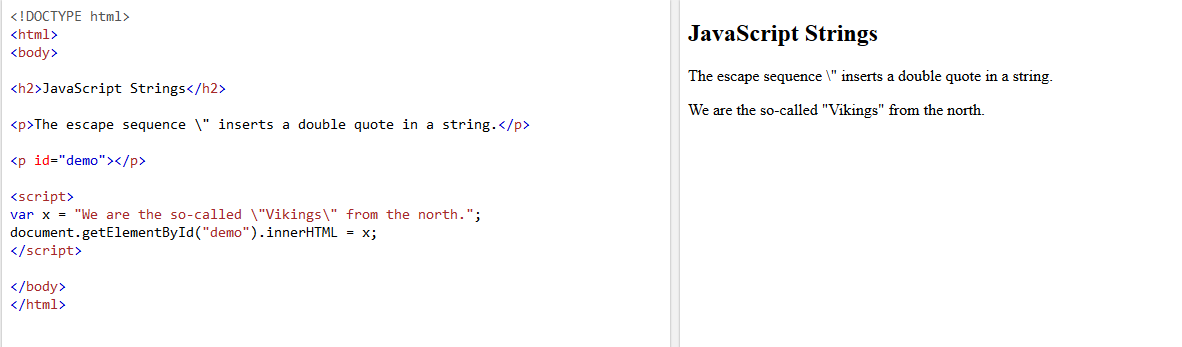 <!DOCTYPE html>
<html>
<body>
<h2>JavaScript Strings</h2>
<p>The escape sequence \" inserts a double quote in a string.</p>
<p id="demo"></p>
<script>
var x = "We are the so-called \"Vikings\" from the north.";
document.getElementById("demo").innerHTML = x;
</script>
</body>
</html>
JavaScript Strings
The escape sequence \" inserts a double quote in a string.
We are the so-called "Vikings" from the north.